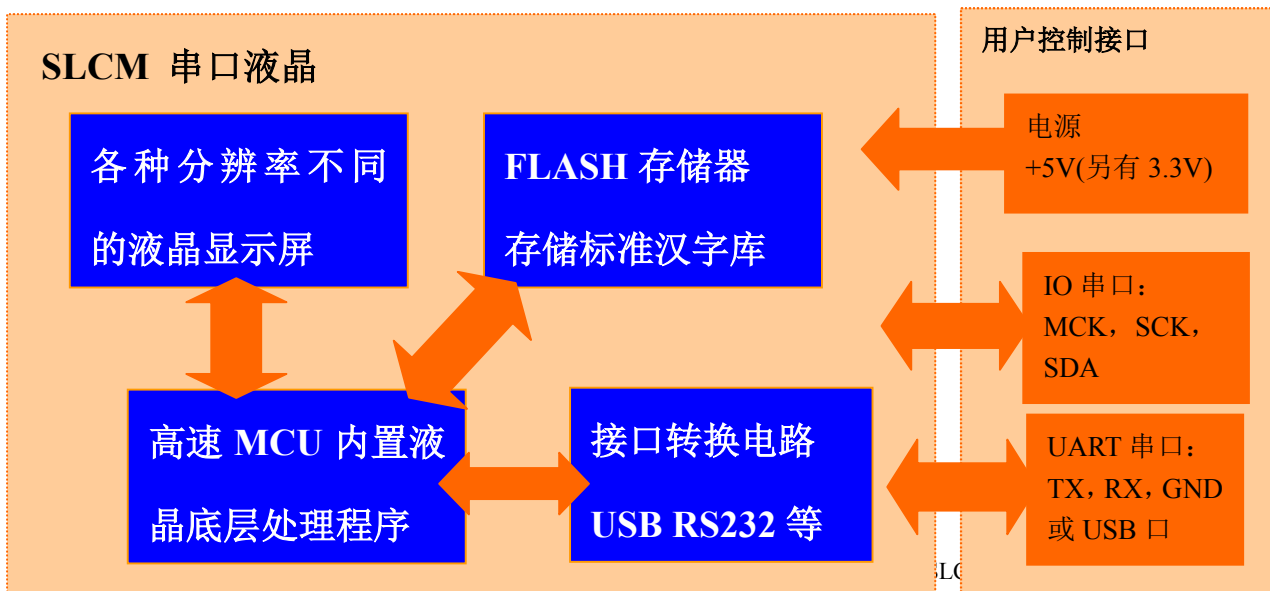 SLCM 串口液晶
各种分辨率不同
的液晶显示屏
FLASH 存储器
存储标准汉字库
高速 MCU 内置液
晶底层处理程序
接口转换电路
USB RS232 等
用户控制接口
电源
+5V(另有 3.3V)
IO 串口：
MCK，SCK，
SDA
UART 串口：
TX，RX，GND
或 USB 口